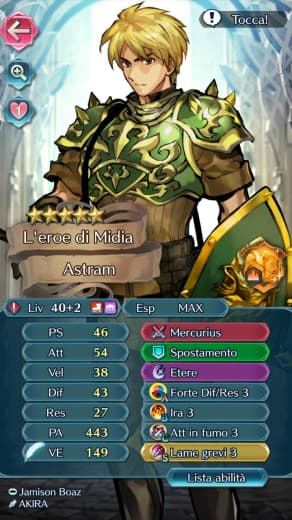 Tocca!
1
L'eroe di Midia
Astram
Liv 40+2 Esp MAX
PS 46 Mercurius
Att 54 Spostamento
Vel 38 Etere
Dif 43 Forte Dif/Res 3
Res 27 Ira 3
PA 443 Att in fumo 3
VE 149 Lame grevi 3
Lista abilità
Jamison Boaz
AKIRA